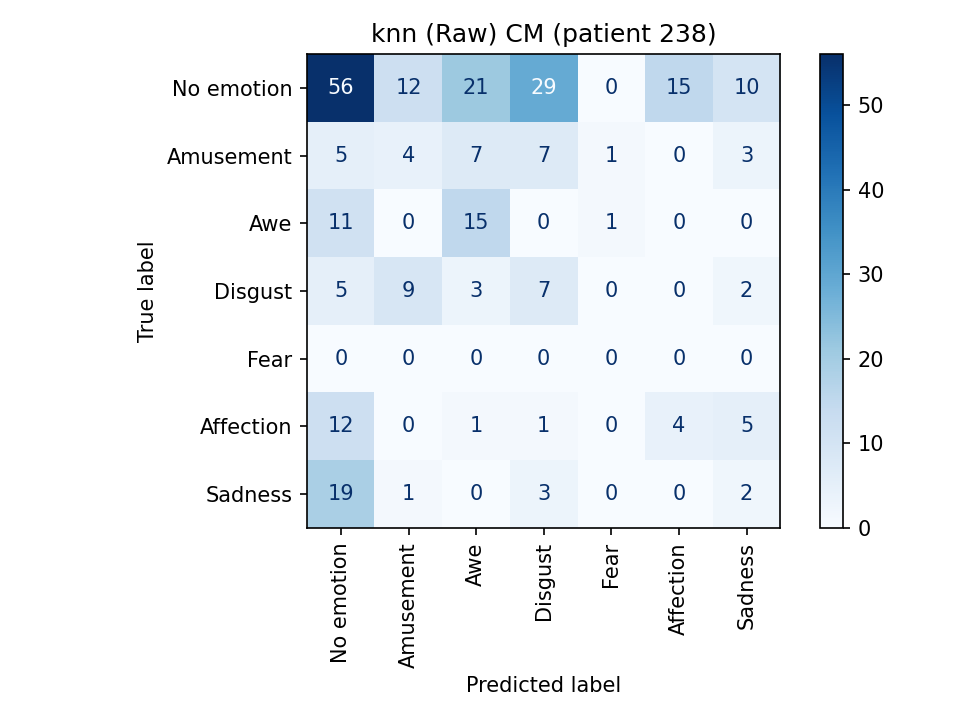 knn (Raw) CM (patient 238)
True label
No emotion 56 12 21 29 0 15 10
Amusement 5 4 7 7 1 0 3
Awe 11 0 15 0 1 0 0
Disgust 5 9 3 7 0 0 2
Fear 0 0 0 0 0 0 0
Affection 12 0 1 1 0 4 5
Sadness 19 1 0 3 0 0 2
No emotion
Amusement
Awe
Disgust
Fear
Affection
Sadness
Predicted label
50
40
30
20
10
0